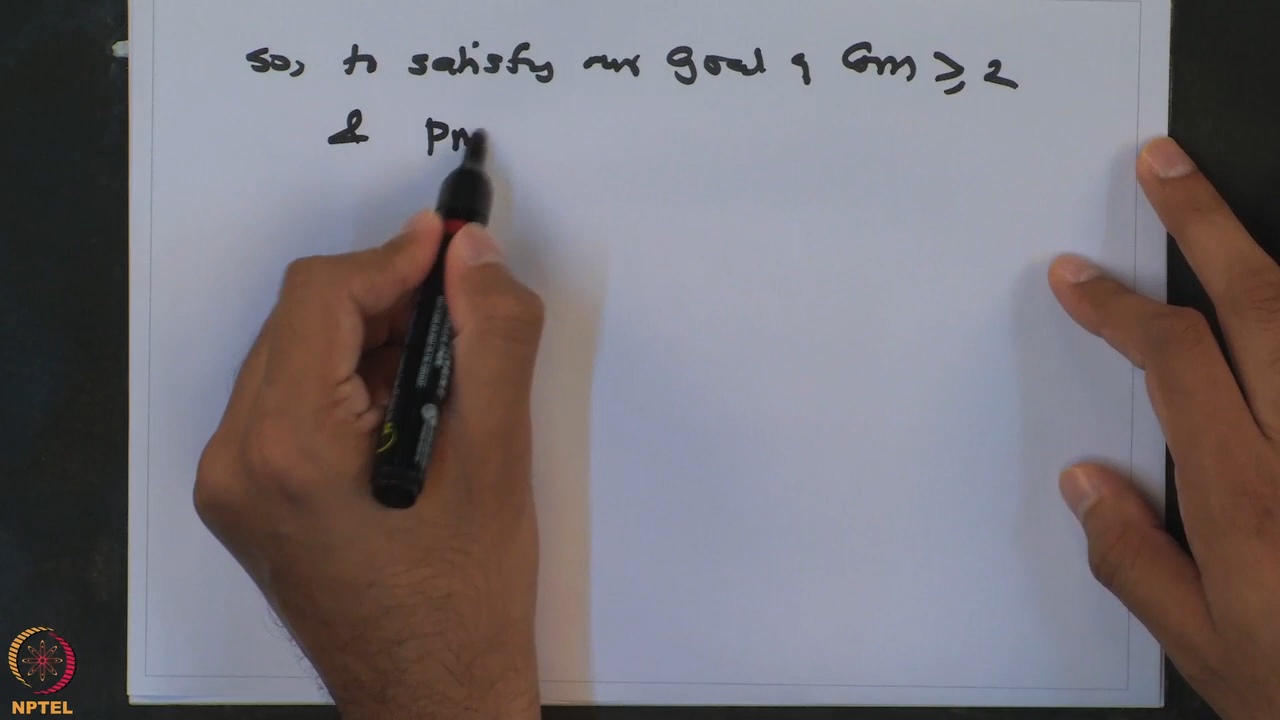 so, to satisfy our Goal of Gm ≥ 2
& Pm
NPTEL